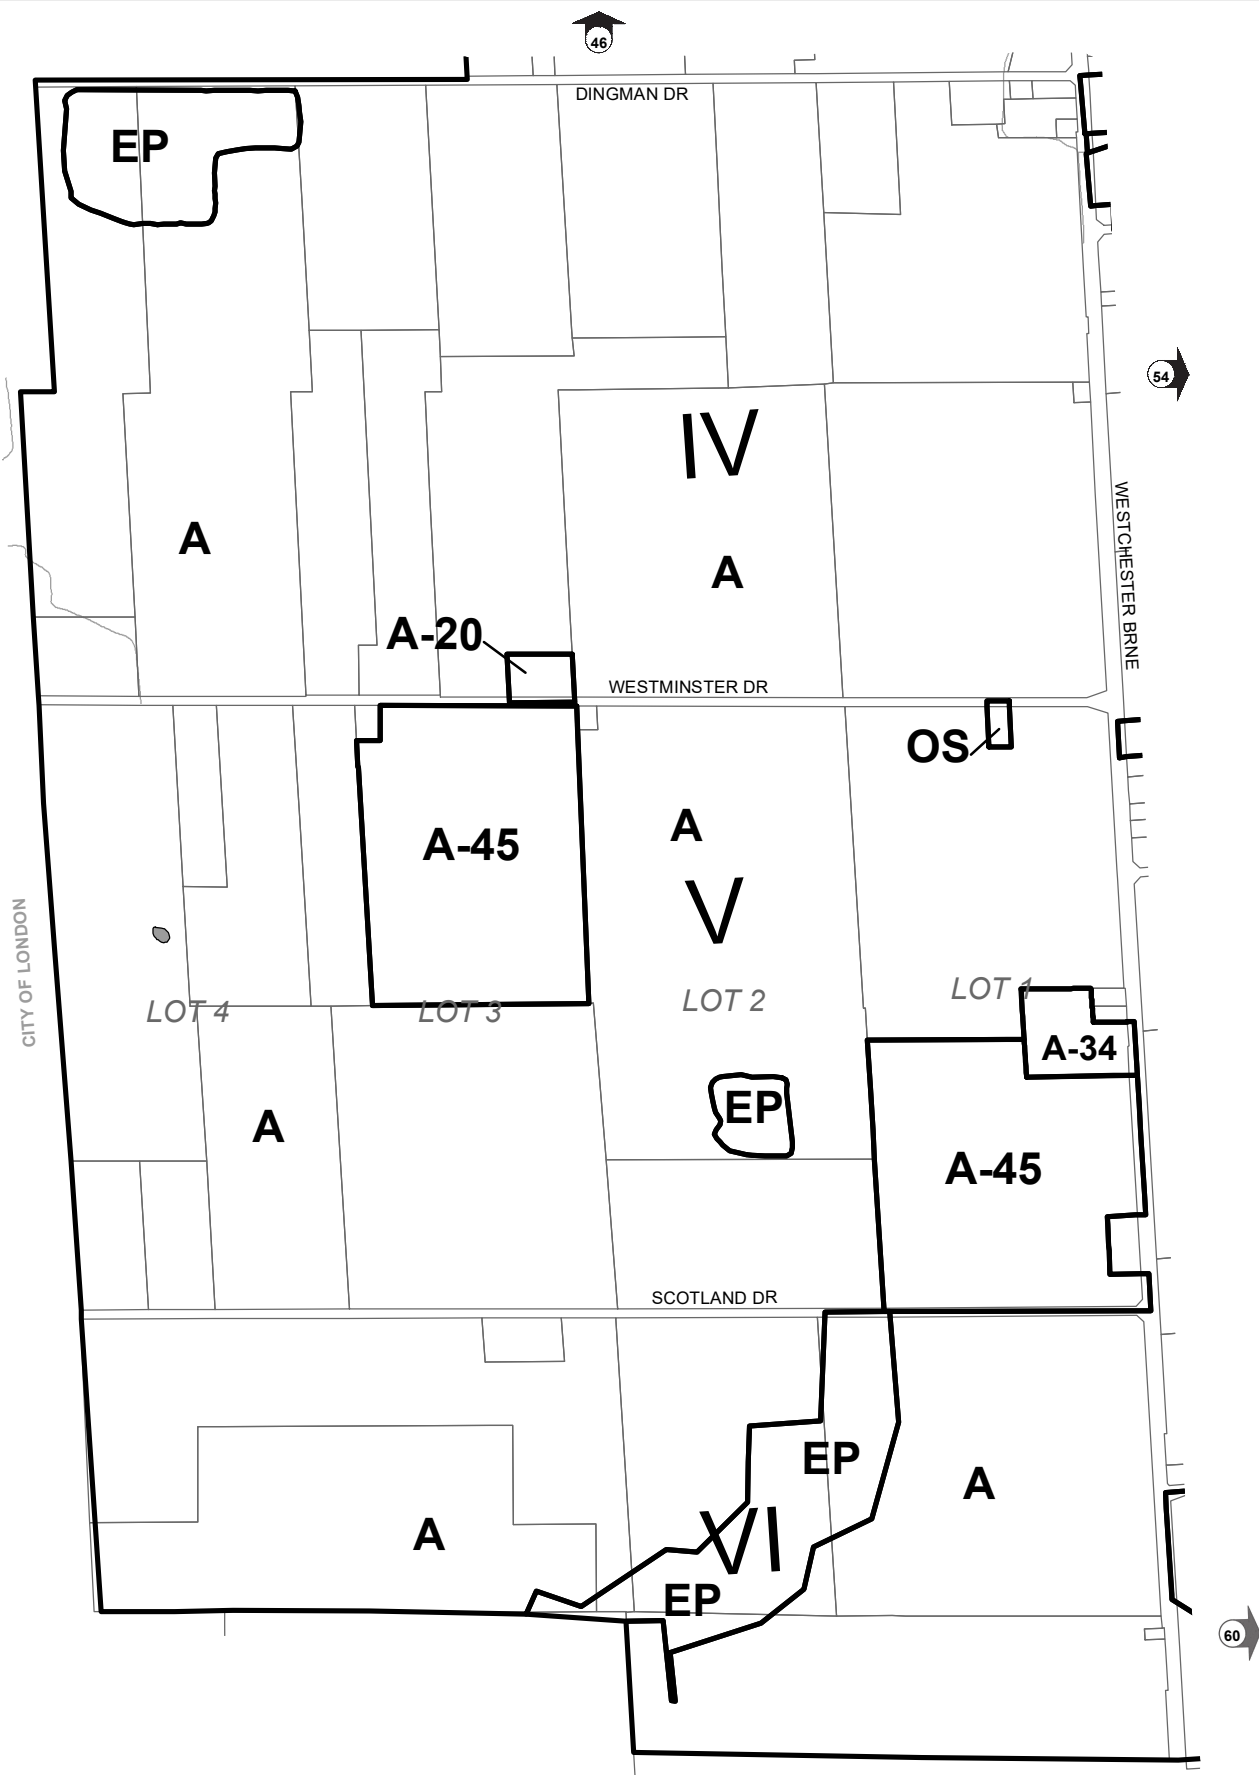 46
DINGMAN DR
EP
54
IV
A
A
WESTCHESTER BRNE
A-20
WESTMINSTER DR
OS
A
A-45
V
CITY OF LONDON
LOT 4
LOT 3
LOT 2
LOT 1
A-34
EP
A
A-45
SCOTLAND DR
EP
A
VI
A
EP
60